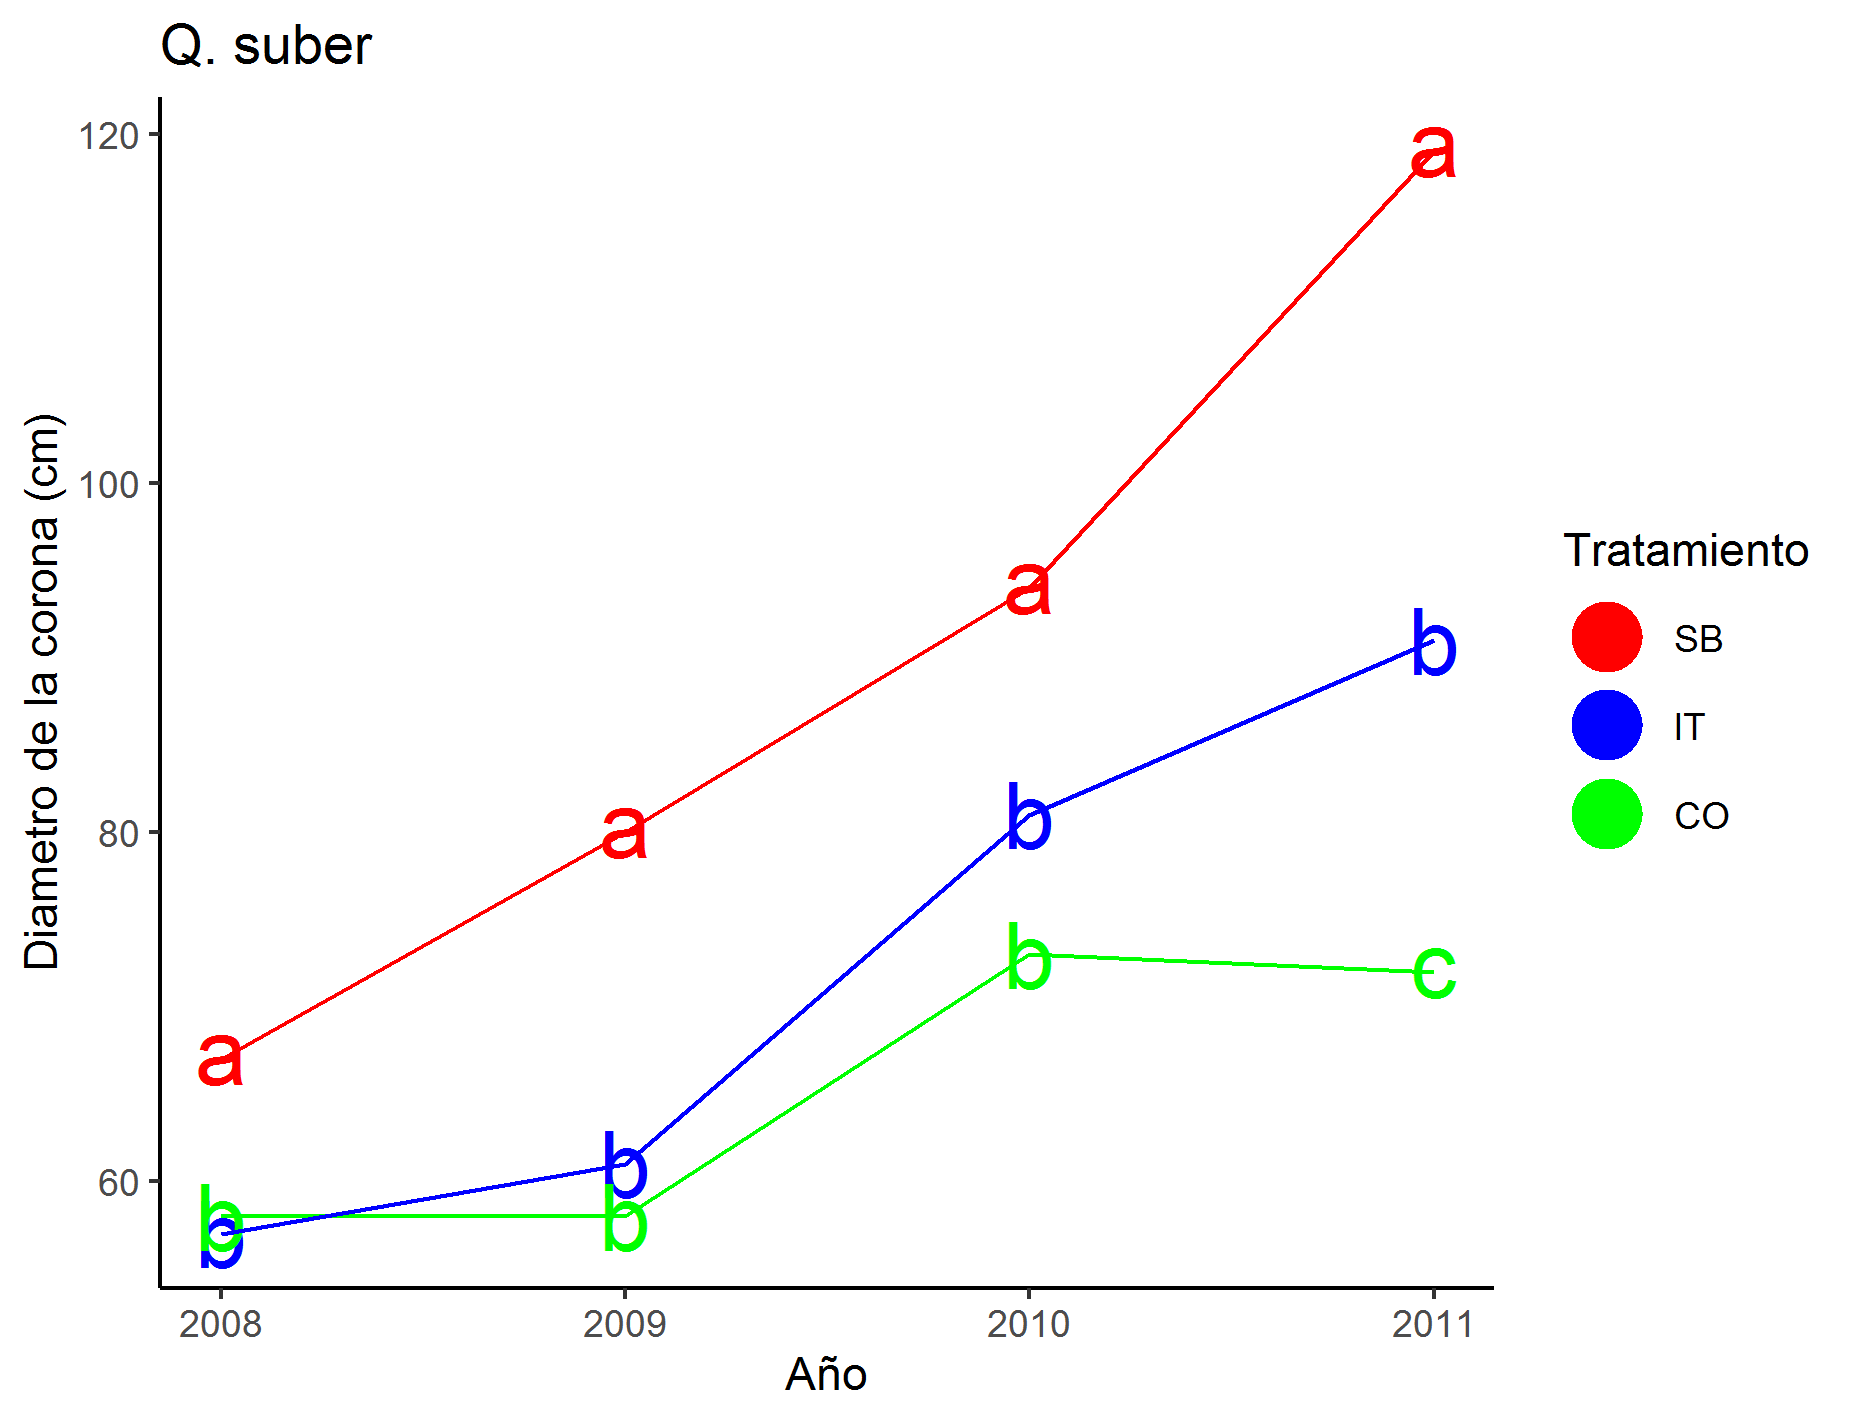 Q. suber
Diametro de la corona (cm)
120
100
80
60
a
a
a
a
b
b
b
b
b
b
b
c
2008
2009
2010
2011
Año
Tratamiento
SB
IT
CO